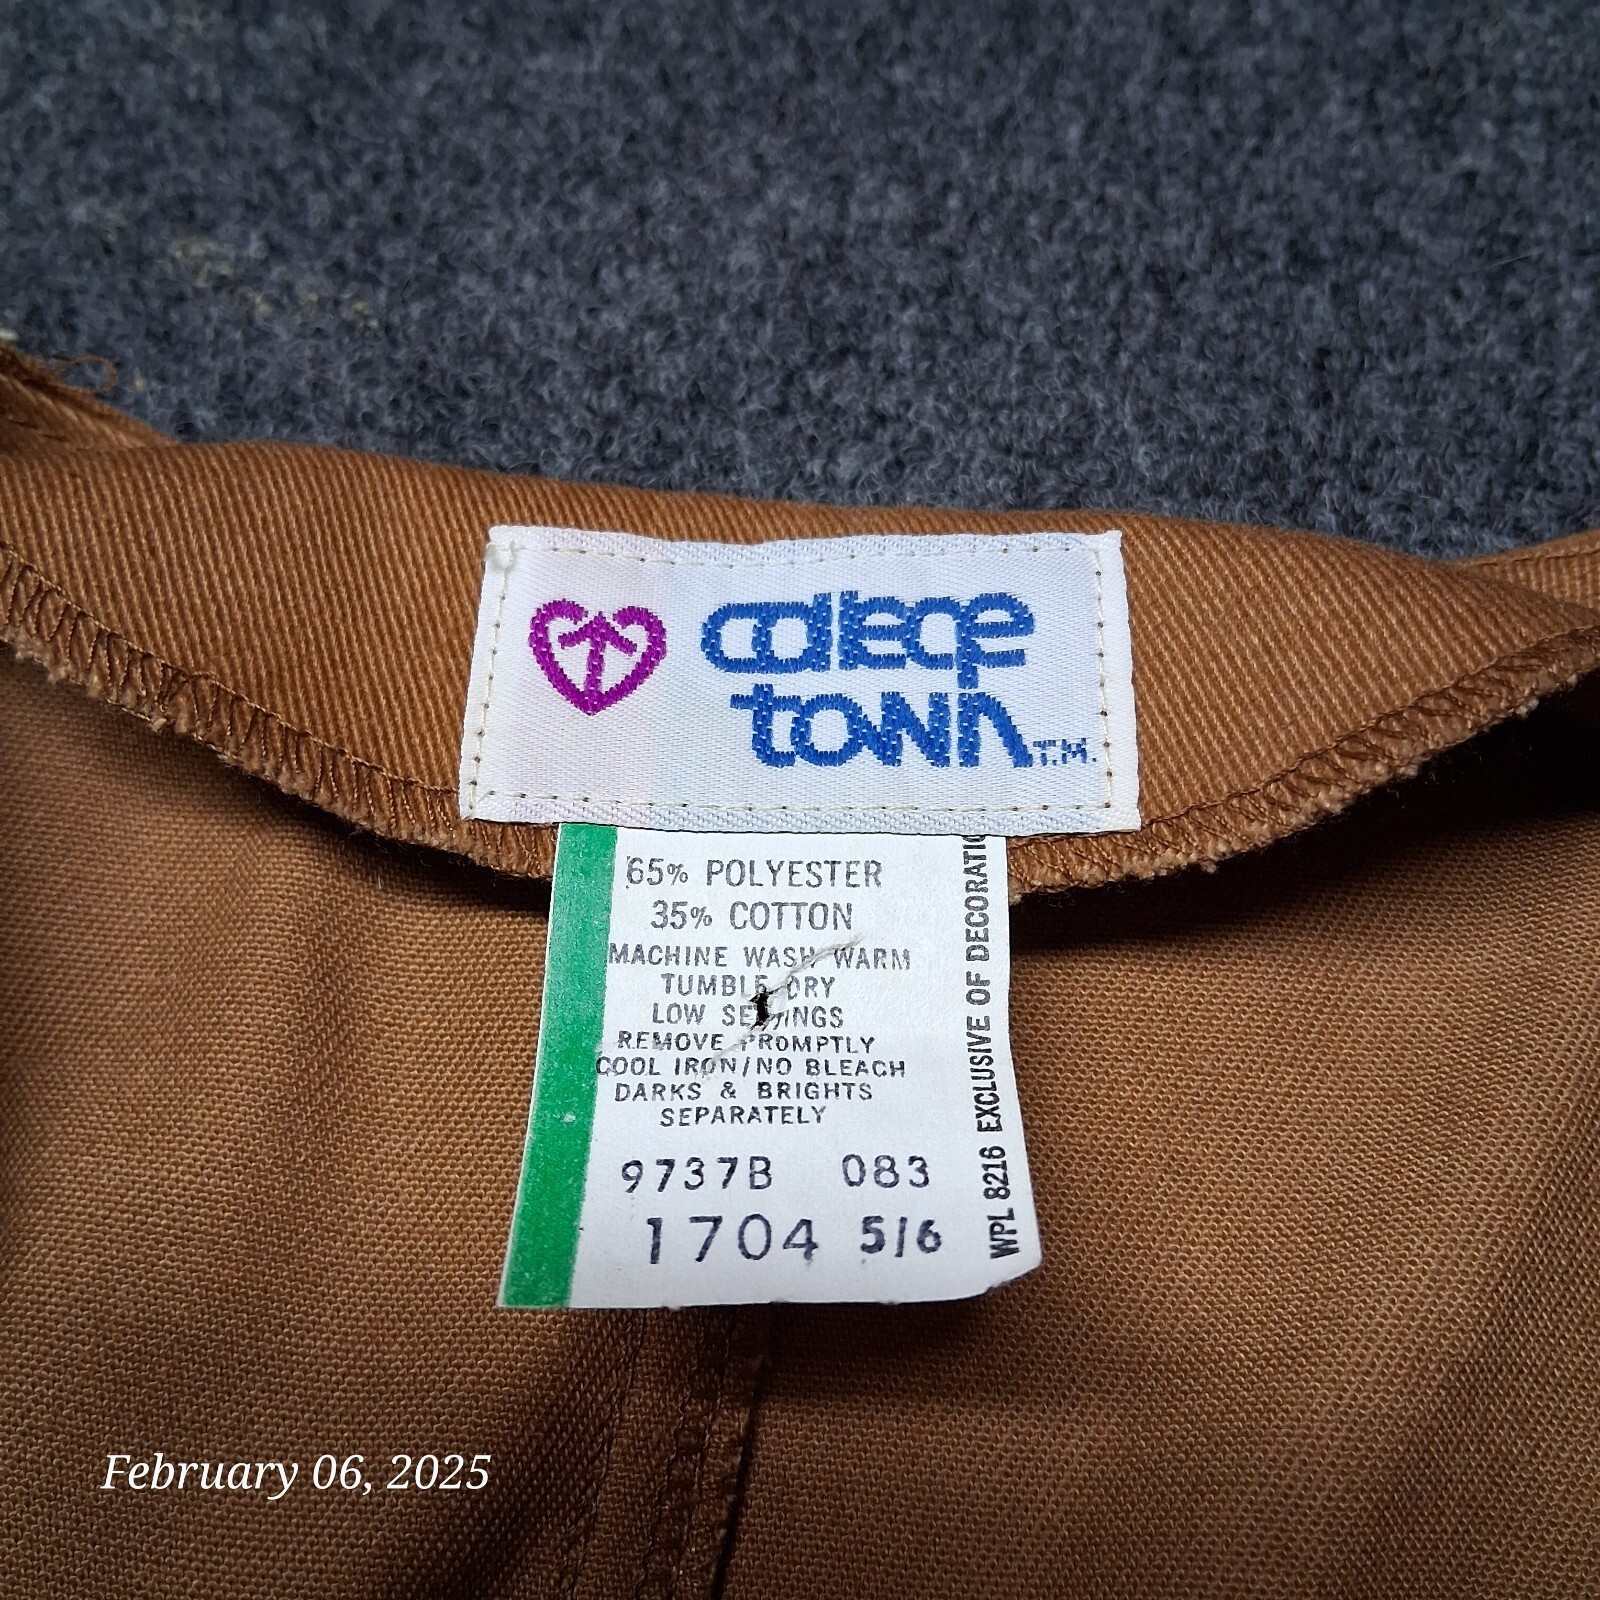 college
town T.M.
65% POLYESTER
35% COTTON
MACHINE WASH WARM
TUMBLE DRY
LOW SETTINGS
REMOVE PROMPTLY
COOL IRON/NO BLEACH
DARKS & BRIGHTS
SEPARATELY
9737B 083
1704 5/6
WPL 8216 EXCLUSIVE OF DECORATIO
February 06, 2025